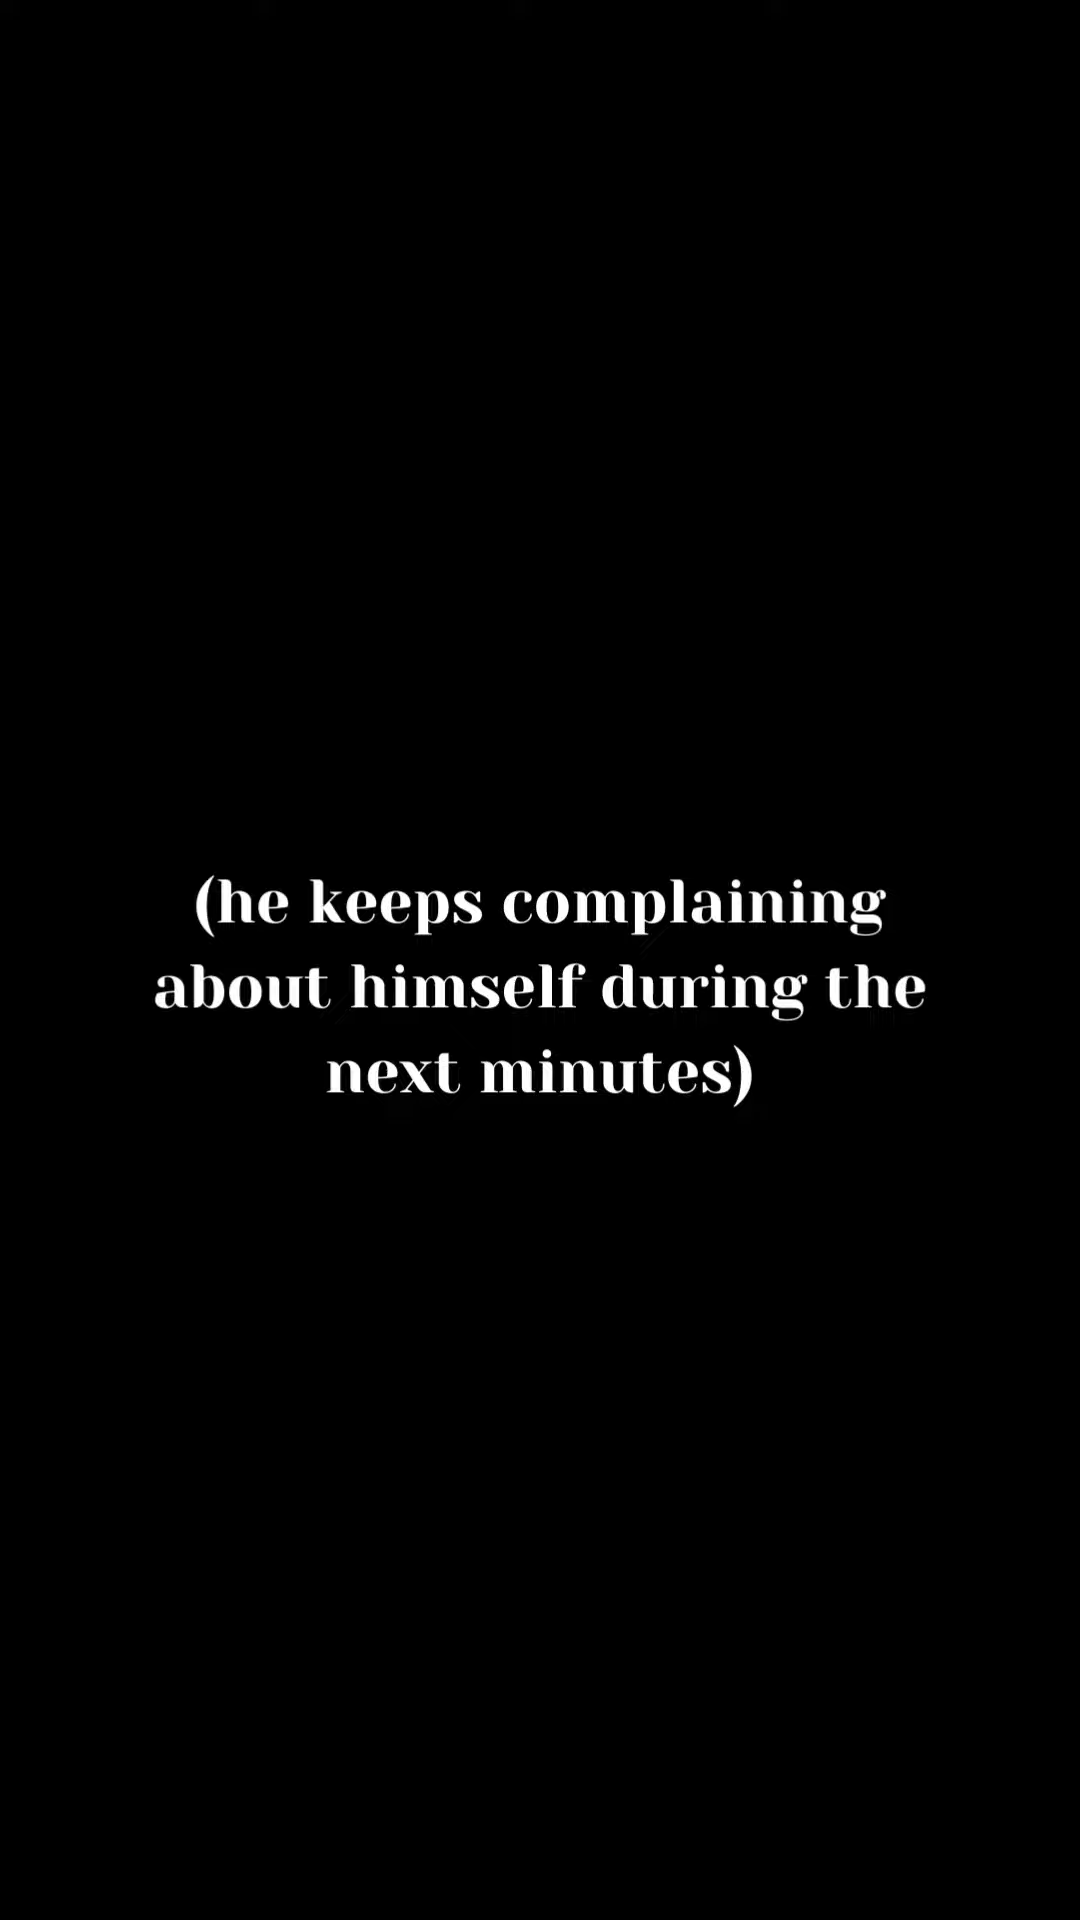 (he keeps complaining
about himself during the
next minutes)